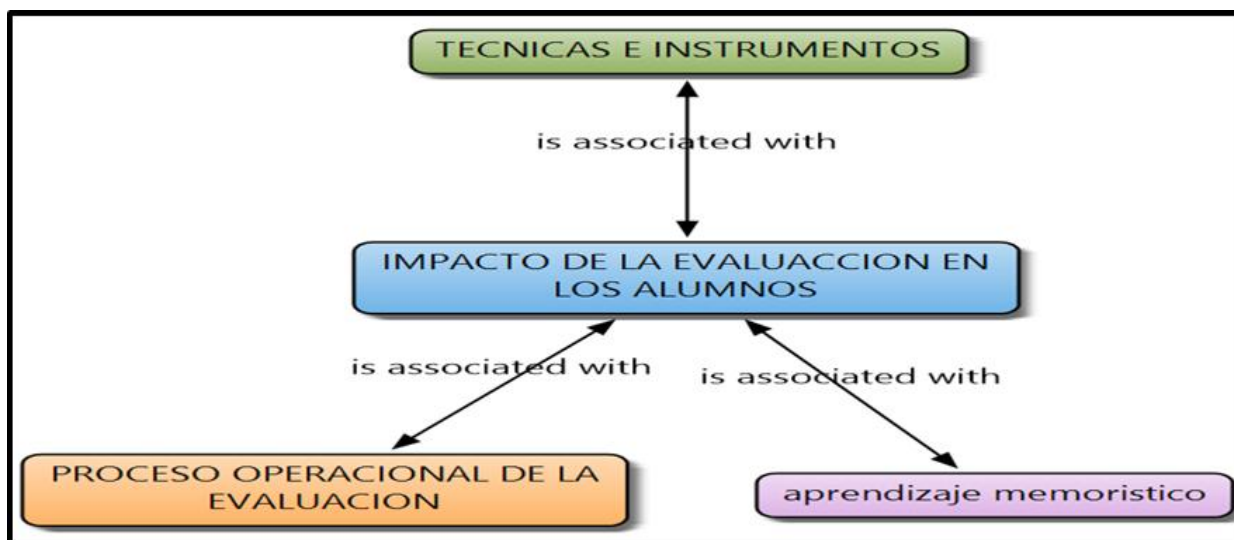 TECNICAS E INSTRUMENTOS
is associated with
IMPACTO DE LA EVALUACCION EN
LOS ALUMNOS
is associated with
is associated with
PROCESO OPERACIONAL DE LA
EVALUACION
aprendizaje memoristico